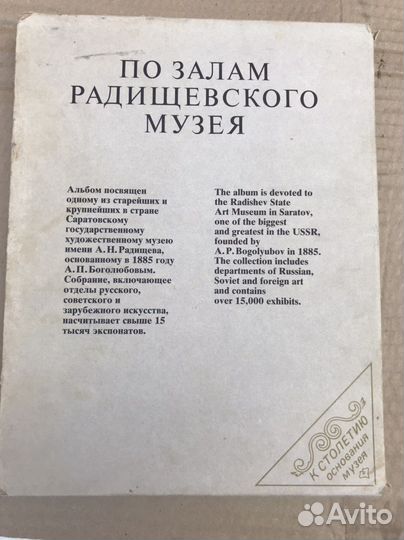 ПО ЗАЛАМ
РАДИЩЕВСКОГО
МУЗЕЯ
Альбом посвящен
одному из старейших и
крупнейших в стране
Саратовскому
государственному
художественному музею
имени А. Н. Радищева,
основанному в 1885 году
А. П. Боголюбовым.
Собрание, включающее
отделы русского,
советского и
зарубежного искусства,
насчитывает свыше 15
тысяч экспонатов.
The album is devoted to
the Radishev State
Art Museum in Saratov,
one of the biggest
and greatest in the USSR,
founded by
A. P. Bogolyubov in 1885.
The collection includes
departments of Russian,
Soviet and foreign art
and contains
over 15,000 exhibits.
К СТОЛЕТИЮ
основания
музея
Avito